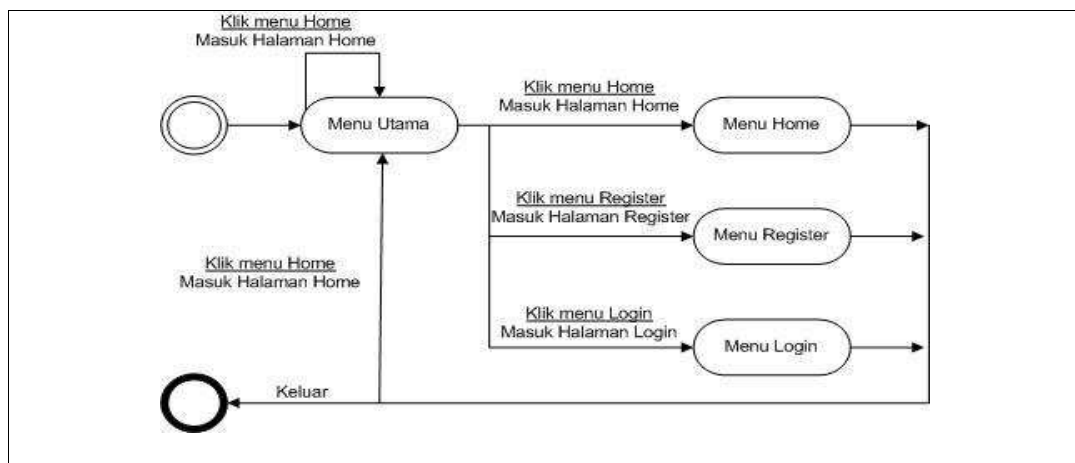 Klik menu Home
Masuk Halaman Home
Menu Utama
Klik menu Home
Masuk Halaman Home
Menu Home
Klik menu Register
Masuk Halaman Register
Menu Register
Klik menu Home
Masuk Halaman Home
Klik menu Login
Masuk Halaman Login
Menu Login
Keluar